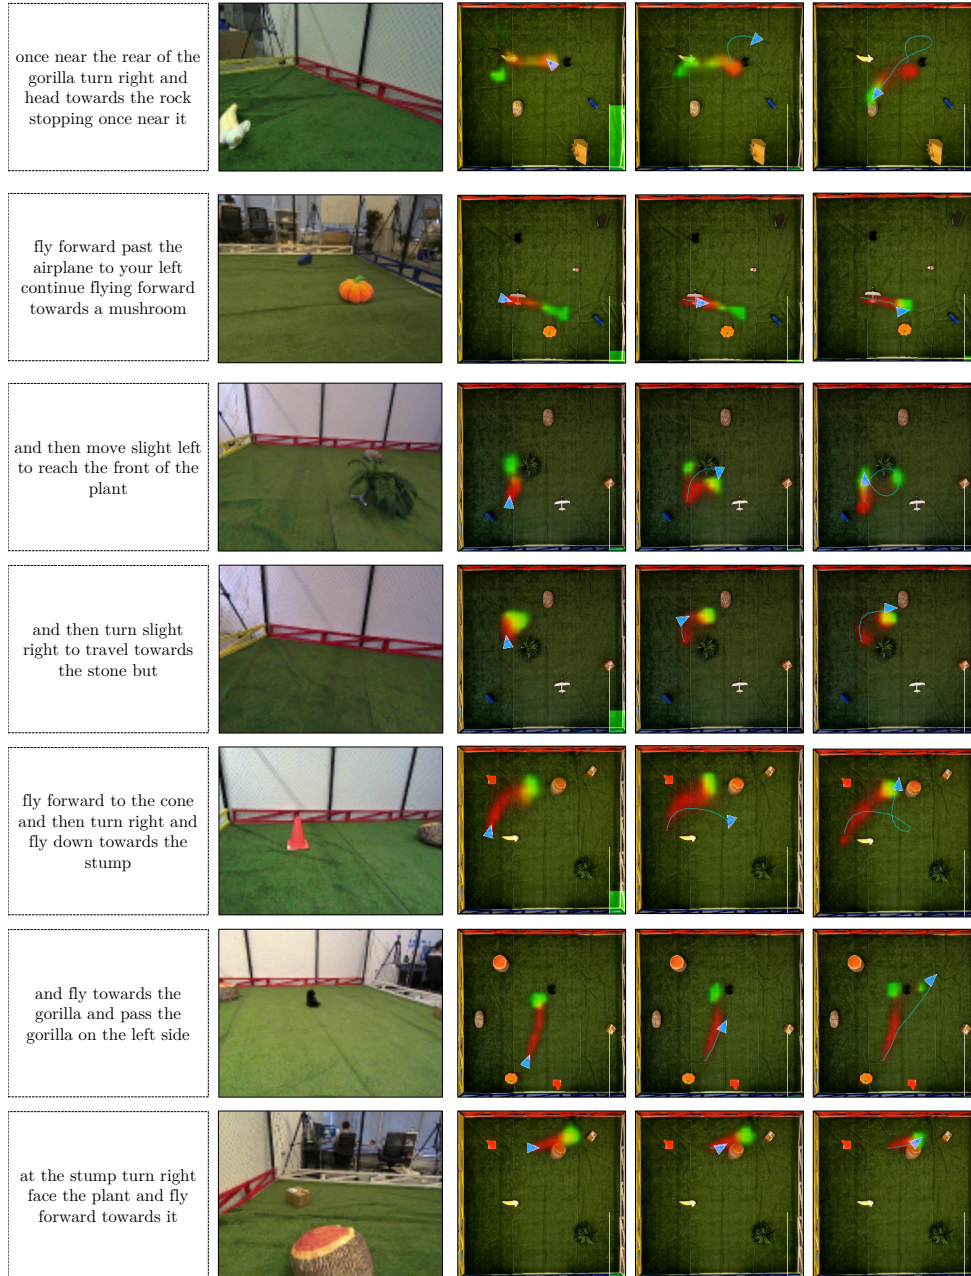 once near the rear of the
gorilla turn right and
head towards the rock
stopping once near it
fly forward past the
airplane to your left
continue flying forward
towards a mushroom
and then move slight left
to reach the front of the
plant
and then turn slight
right to travel towards
the stone but
fly forward to the cone
and then turn right and
fly down towards the
stump
and fly towards the
gorilla and pass the
gorilla on the left side
at the stump turn right
face the plant and fly
forward towards it